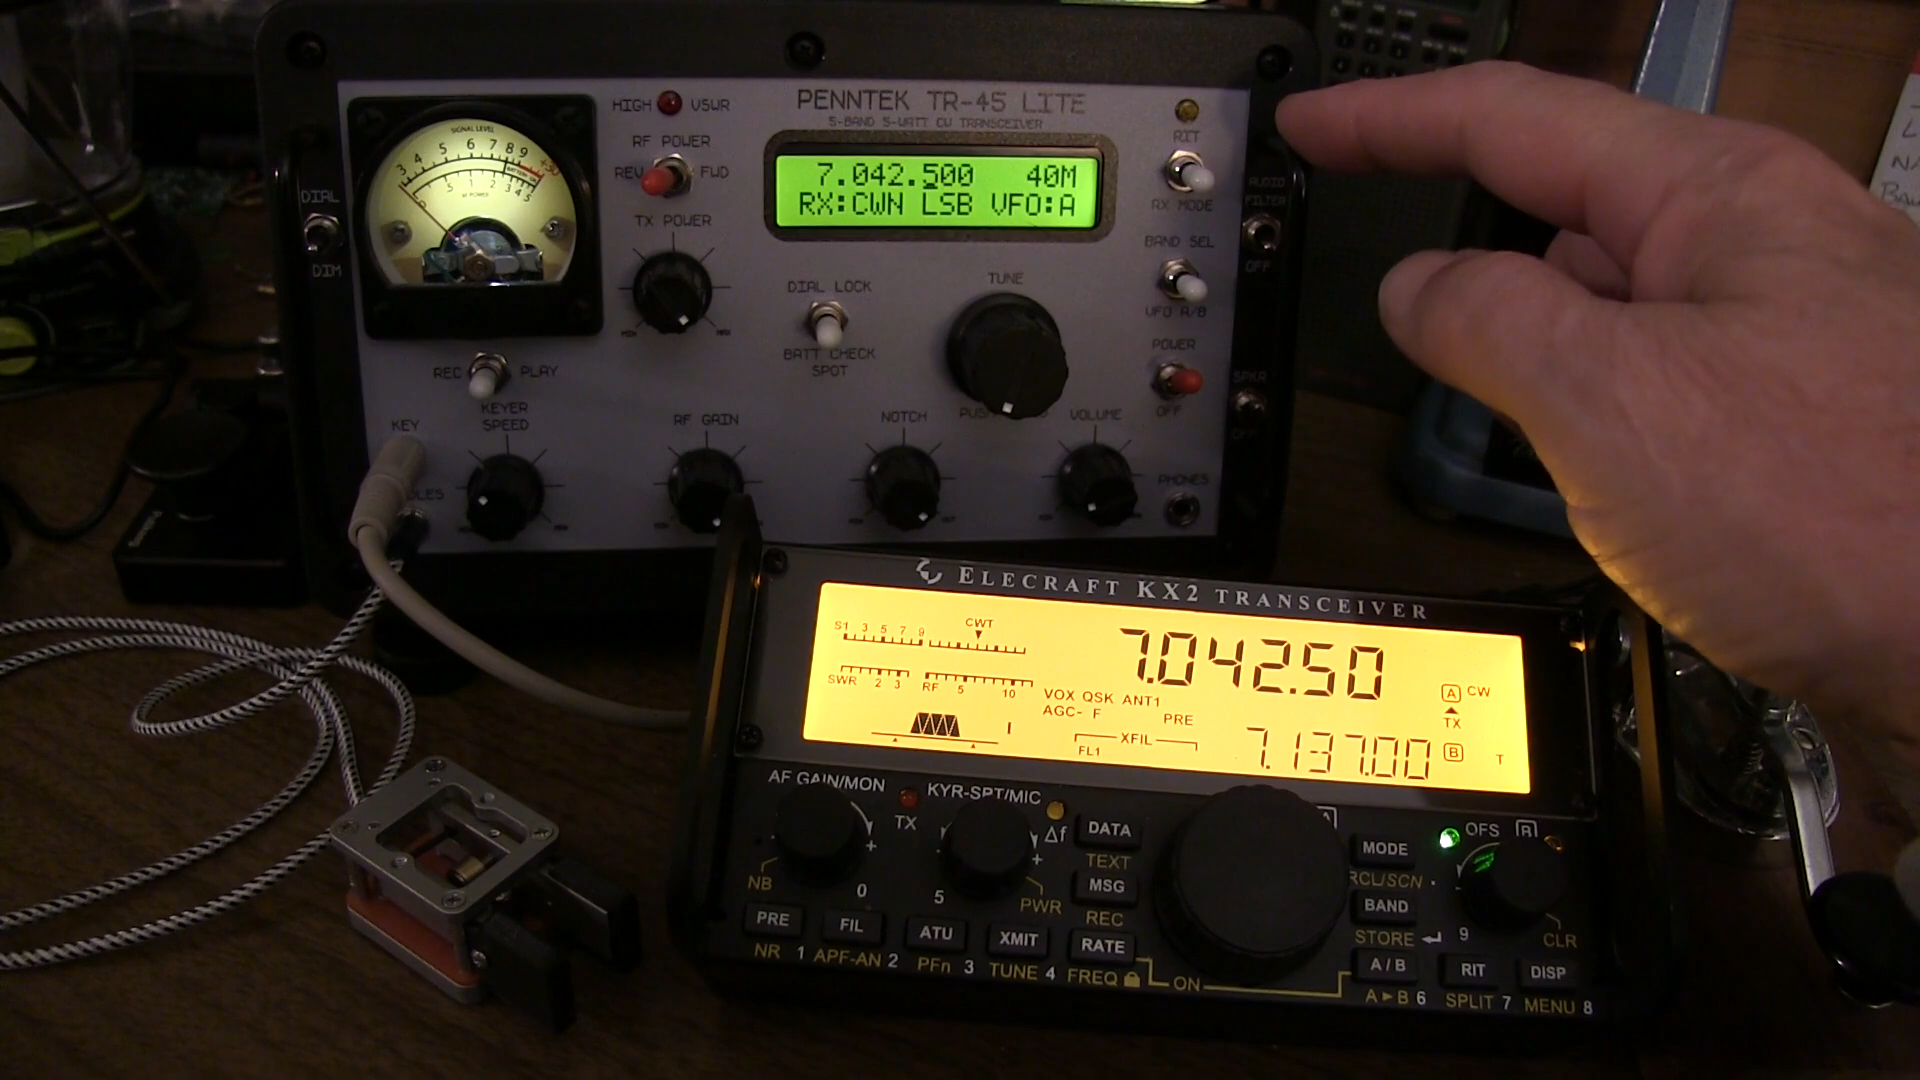 HIGH VSWR
PENNTEK TR-45 LITE
5-BAND 5-WATT CW TRANSCEIVER
RF POWER
REV FWD
TX POWER
MIN MAX
SIGNAL LEVEL
3 4 5 6 7 8 9 +30
BATTERY OK
0 .5 1 2 3 4 5
RF POWER
DIAL
DIM
7.042.500 40M
RX:CWN LSB VFO:A
RIT
RX MODE
AUDIO
FILTER
OFF
BAND SEL
VFO A/B
POWER
OFF
SPKR
OFF
DIAL LOCK
BATT CHECK
SPOT
TUNE
REC PLAY
KEY
KEYER
SPEED
RF GAIN
NOTCH
VOLUME
PHONES
ELECRAFT KX2 TRANSCEIVER
S1 3 5 7 9
CWT
7.042.50
A CW
TX
SWR 2 3 RF 5 10
VOX QSK ANT1
AGC- F PRE
XFIL
FL1
I
7.137.00
B T
AF GAIN/MON
TX
KYR-SPT/MIC
Δf
NB
PWR
A
DATA
TEXT
MSG
REC
RATE
FREQ
PRE FIL ATU XMIT
NR 1 APF-AN 2 PFn 3 TUNE 4
5
0
ON
MODE
RCL/SCN
BAND
STORE
9
OFS B
CLR
A / B RIT DISP
A►B 6 SPLIT 7 MENU 8